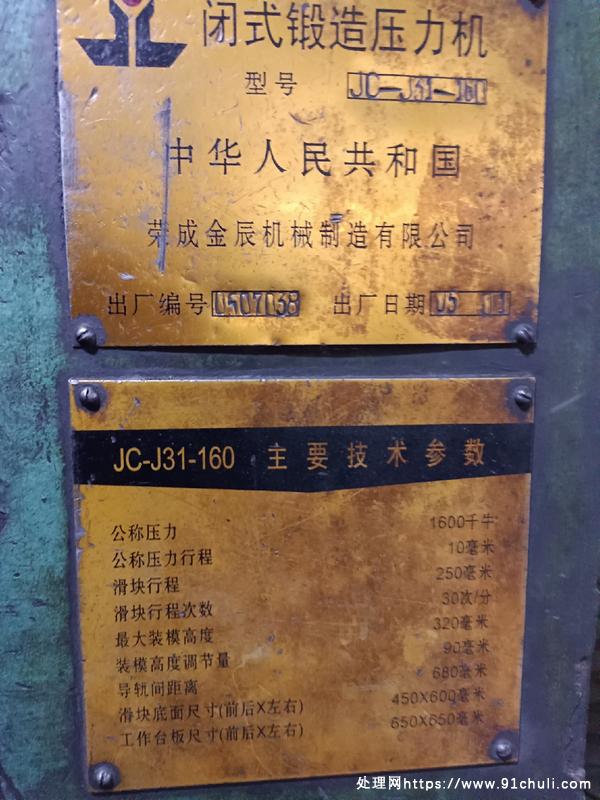 闭式锻造压力机
型号 JC-J31-160
中华人民共和国
荣成金辰机械制造有限公司
出厂编号 0507038 出厂日期 05
JC-J31-160 主要技术参数
公称压力 1600千牛
公称压力行程 10毫米
滑块行程 250毫米
滑块行程次数 30次/分
最大装模高度 320毫米
装模高度调节量 90毫米
导轨间距离 680毫米
滑块底面尺寸(前后X左右) 450X600毫米
工作台板尺寸(前后X左右) 650X650毫米
处理网https://www.91chuli.com/